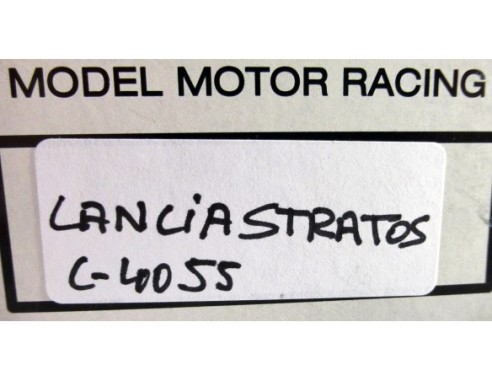 MODEL MOTOR RACING
LANCIA STRATOS
C-4055